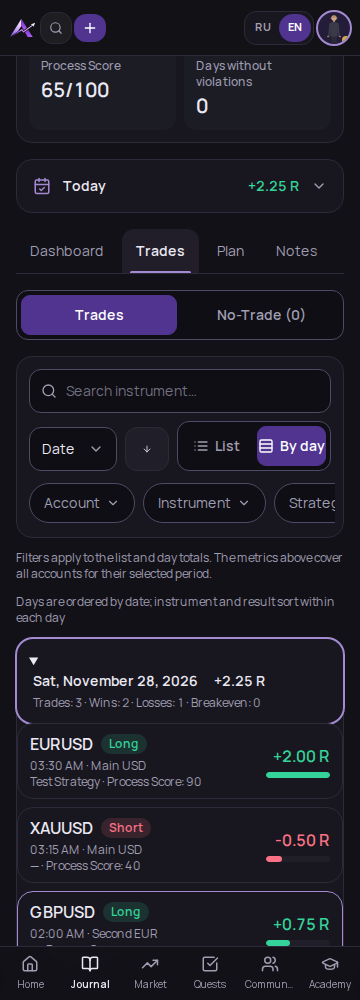 RU EN
Process Score
65/100
Days without
violations
0
Today +2.25 R
Dashboard Trades Plan Notes
Trades No-Trade (0)
Search instrument...
Date List By day
Account Instrument
Filters apply to the list and day totals. The metrics above cover
all accounts for their selected period.
Days are ordered by date; instrument and result sort within
each day
Sat, November 28, 2026 +2.25 R
Trades: 3 · Wins: 2 · Losses: 1 · Breakeven: 0
EURUSD Long +2.00 R
03:30 AM · Main USD
Test Strategy · Process Score: 90
XAUUSD Short -0.50 R
03:15 AM · Main USD
— · Process Score: 40
GBPUSD Long +0.75 R
02:00 AM · Second EUR
Home Journal Market Quests Commun... Academy